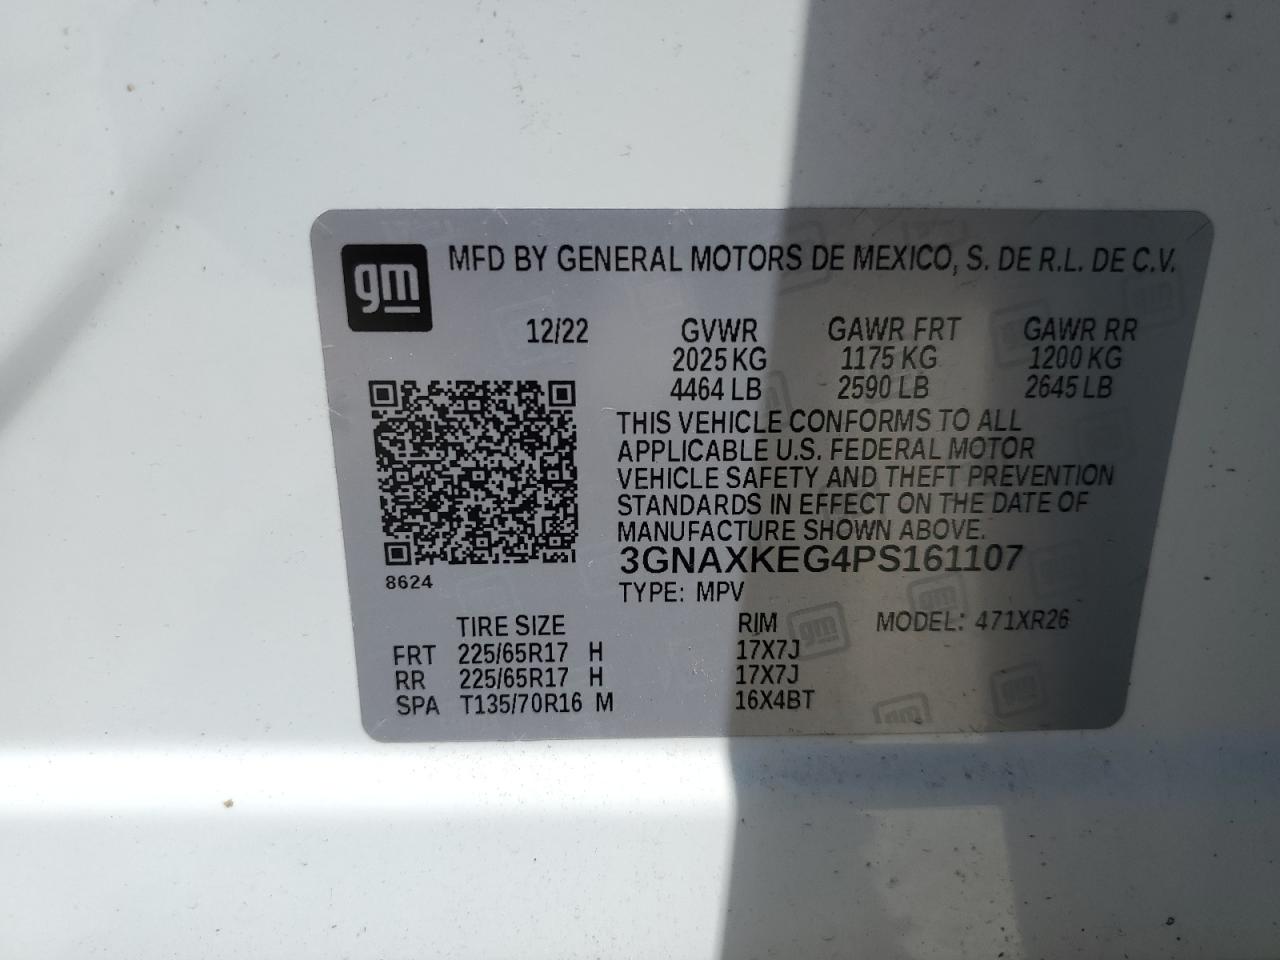 gm
MFD BY GENERAL MOTORS DE MEXICO, S. DE R.L. DE C.V.
12/22 GVWR GAWR FRT GAWR RR
2025 KG 1175 KG 1200 KG
4464 LB 2590 LB 2645 LB
THIS VEHICLE CONFORMS TO ALL
APPLICABLE U.S. FEDERAL MOTOR
VEHICLE SAFETY AND THEFT PREVENTION
STANDARDS IN EFFECT ON THE DATE OF
MANUFACTURE SHOWN ABOVE.
3GNAXKEG4PS161107
8624
TYPE: MPV
TIRE SIZE RIM MODEL: 471XR26
FRT 225/65R17 H 17X7J
RR 225/65R17 H 17X7J
SPA T135/70R16 M 16X4BT